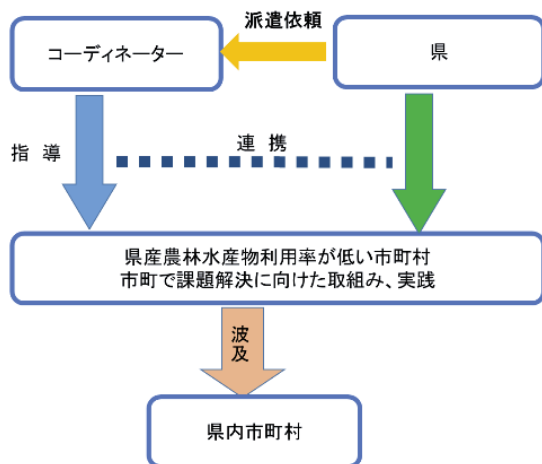 派遣依頼
コーディネーター
県
指 導
連 携
県産農林水産物利用率が低い市町村
市町で課題解決に向けた取組み、実践
波及
県内市町村